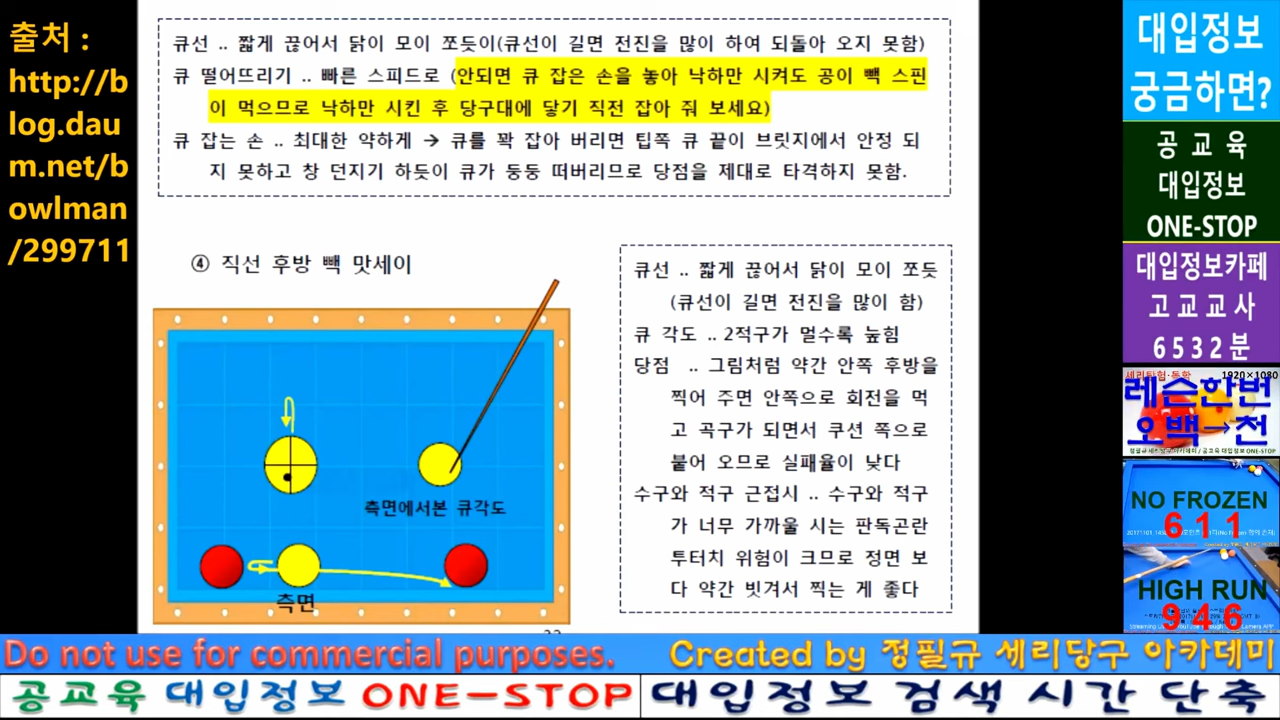 출처 :
http://b
log.dau
m.net/b
owlman
/299711
큐선 .. 짧게 끊어서 닭이 모이 쪼듯이(큐선이 길면 전진을 많이 하여 되돌아 오지 못함)
큐 떨어뜨리기 .. 빠른 스피드로 (안되면 큐 잡은 손을 놓아 낙하만 시켜도 공이 빽 스핀
이 먹으므로 낙하만 시킨 후 당구대에 닿기 직전 잡아 줘 보세요)
큐 잡는 손 .. 최대한 약하게 → 큐를 꽉 잡아 버리면 팁쪽 큐 끝이 브릿지에서 안정 되
지 못하고 창 던지기 하듯이 큐가 둥둥 떠버리므로 당점을 제대로 타격하지 못함.
④ 직선 후방 빽 맛세이
측면에서본 큐각도
측면
큐선 .. 짧게 끊어서 닭이 모이 쪼듯
(큐선이 길면 전진을 많이 함)
큐 각도 .. 2적구가 멀수록 높힘
당점 .. 그림처럼 약간 안쪽 후방을
찍어 주면 안쪽으로 회전을 먹
고 곡구가 되면서 쿠션 쪽으로
붙어 오므로 실패율이 낮다
수구와 적구 근접시 .. 수구와 적구
가 너무 가까울 시는 판독곤란
투터치 위험이 크므로 정면 보
다 약간 빗겨서 찍는 게 좋다
대입정보
궁금하면?
공 교 육
대입정보
ONE-STOP
대입정보카페
고 교 교 사
6 5 3 2 분
1920×1080
레슨한번
오백→천
NO FROZEN
6 1 1
HIGH RUN
9 4 6
Do not use for commercial purposes.
Created by 정필규 세리당구 아카데미
공교육 대입정보 ONE-STOP
대입정보 검색 시간 단축